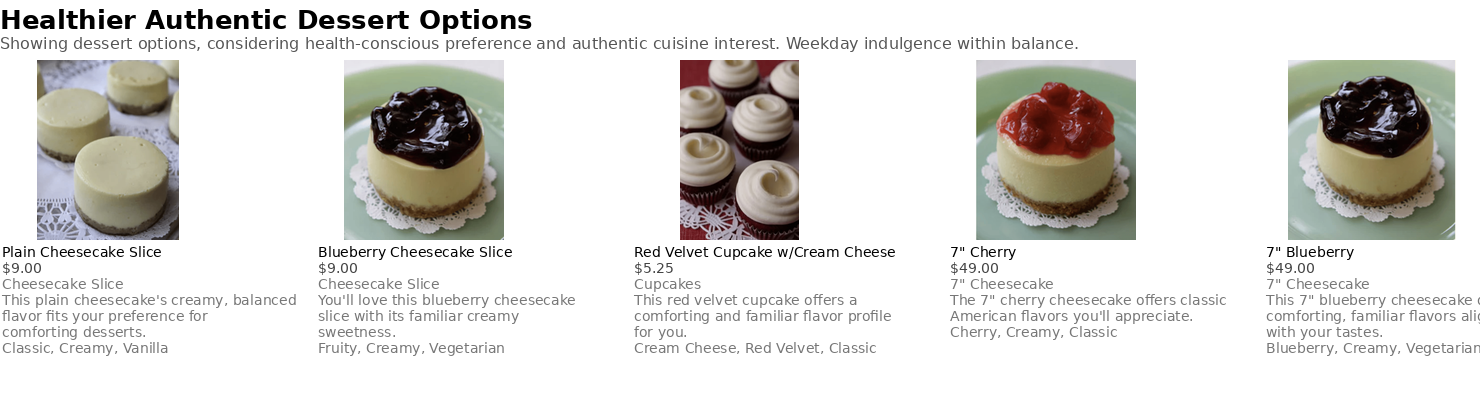 Healthier Authentic Dessert Options
Showing dessert options, considering health-conscious preference and authentic cuisine interest. Weekday indulgence within balance.
Plain Cheesecake Slice
$9.00
Cheesecake Slice
This plain cheesecake's creamy, balanced
flavor fits your preference for
comforting desserts.
Classic, Creamy, Vanilla
Blueberry Cheesecake Slice
$9.00
Cheesecake Slice
You'll love this blueberry cheesecake
slice with its familiar creamy
sweetness.
Fruity, Creamy, Vegetarian
Red Velvet Cupcake w/Cream Cheese
$5.25
Cupcakes
This red velvet cupcake offers a
comforting and familiar flavor profile
for you.
Cream Cheese, Red Velvet, Classic
7" Cherry
$49.00
7" Cheesecake
The 7" cherry cheesecake offers classic
American flavors you'll appreciate.
Cherry, Creamy, Classic
7" Blueberry
$49.00
7" Cheesecake
This 7" blueberry cheesecake
comforting, familiar flavors
with your tastes.
Blueberry, Creamy, Vegetarian